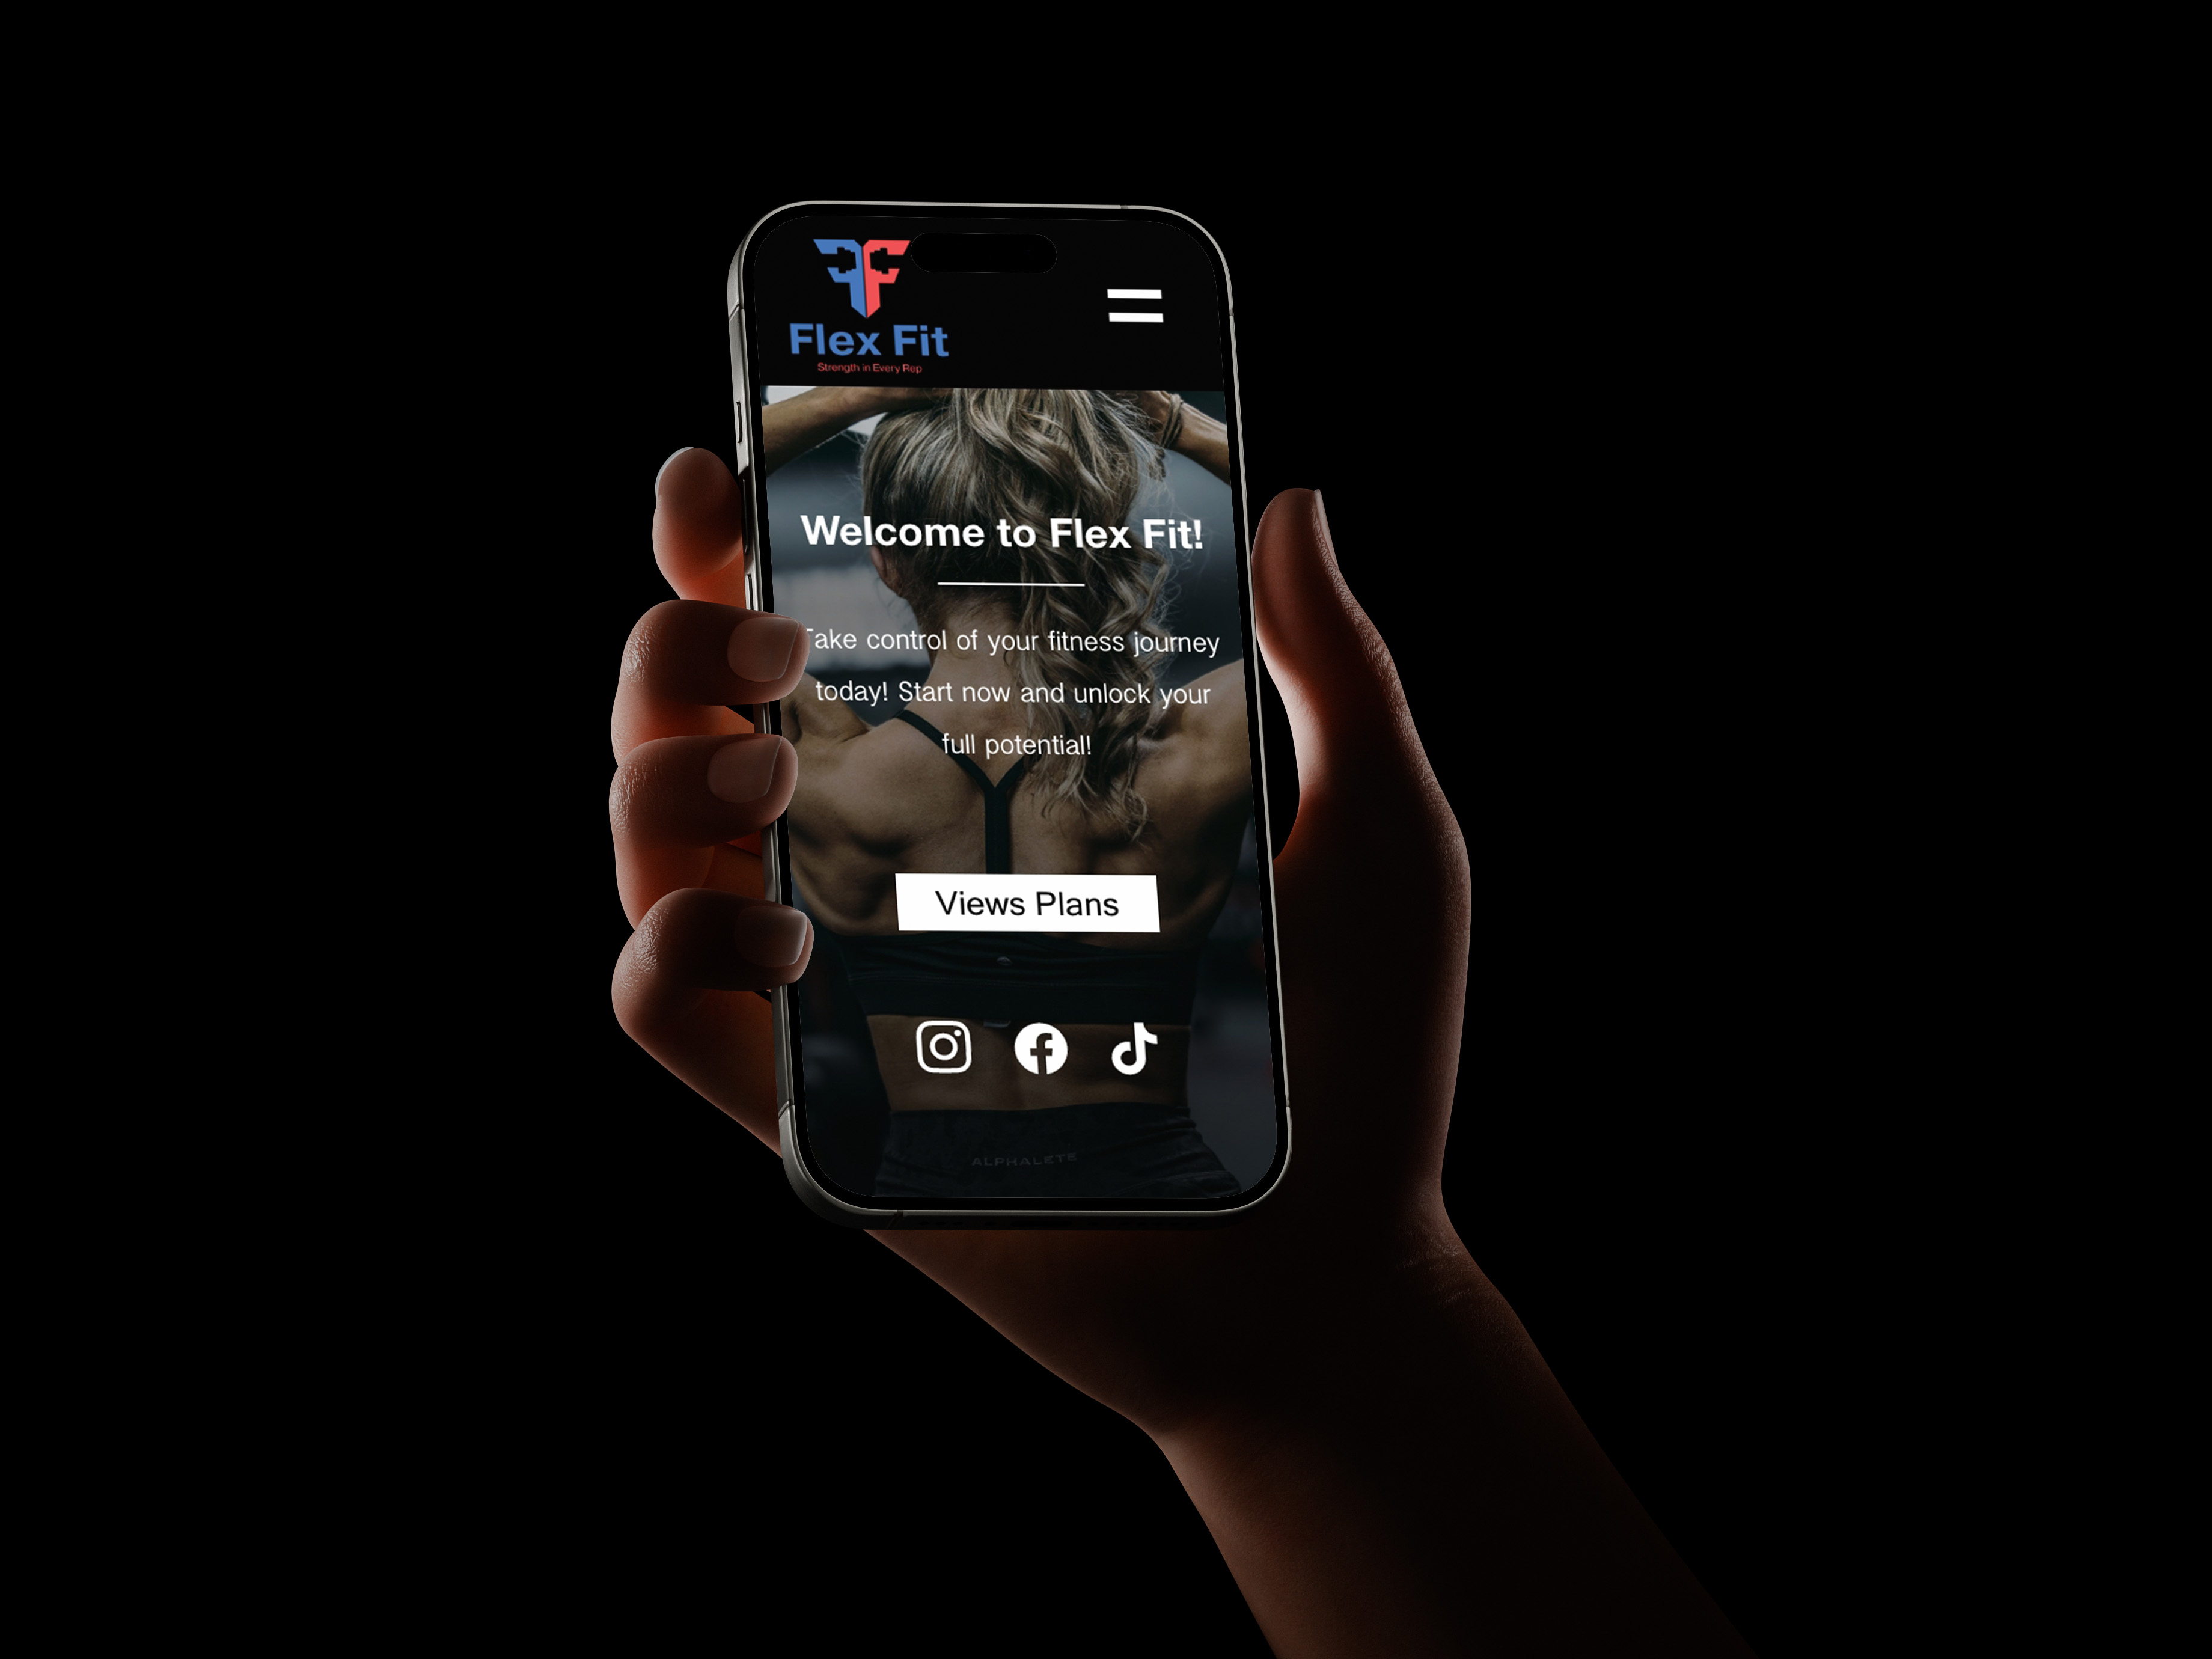 Flex Fit
Strength in Every Rep
Welcome to Flex Fit!
Take control of your fitness journey
today! Start now and unlock your
full potential!
Views Plans
ALPHALETE